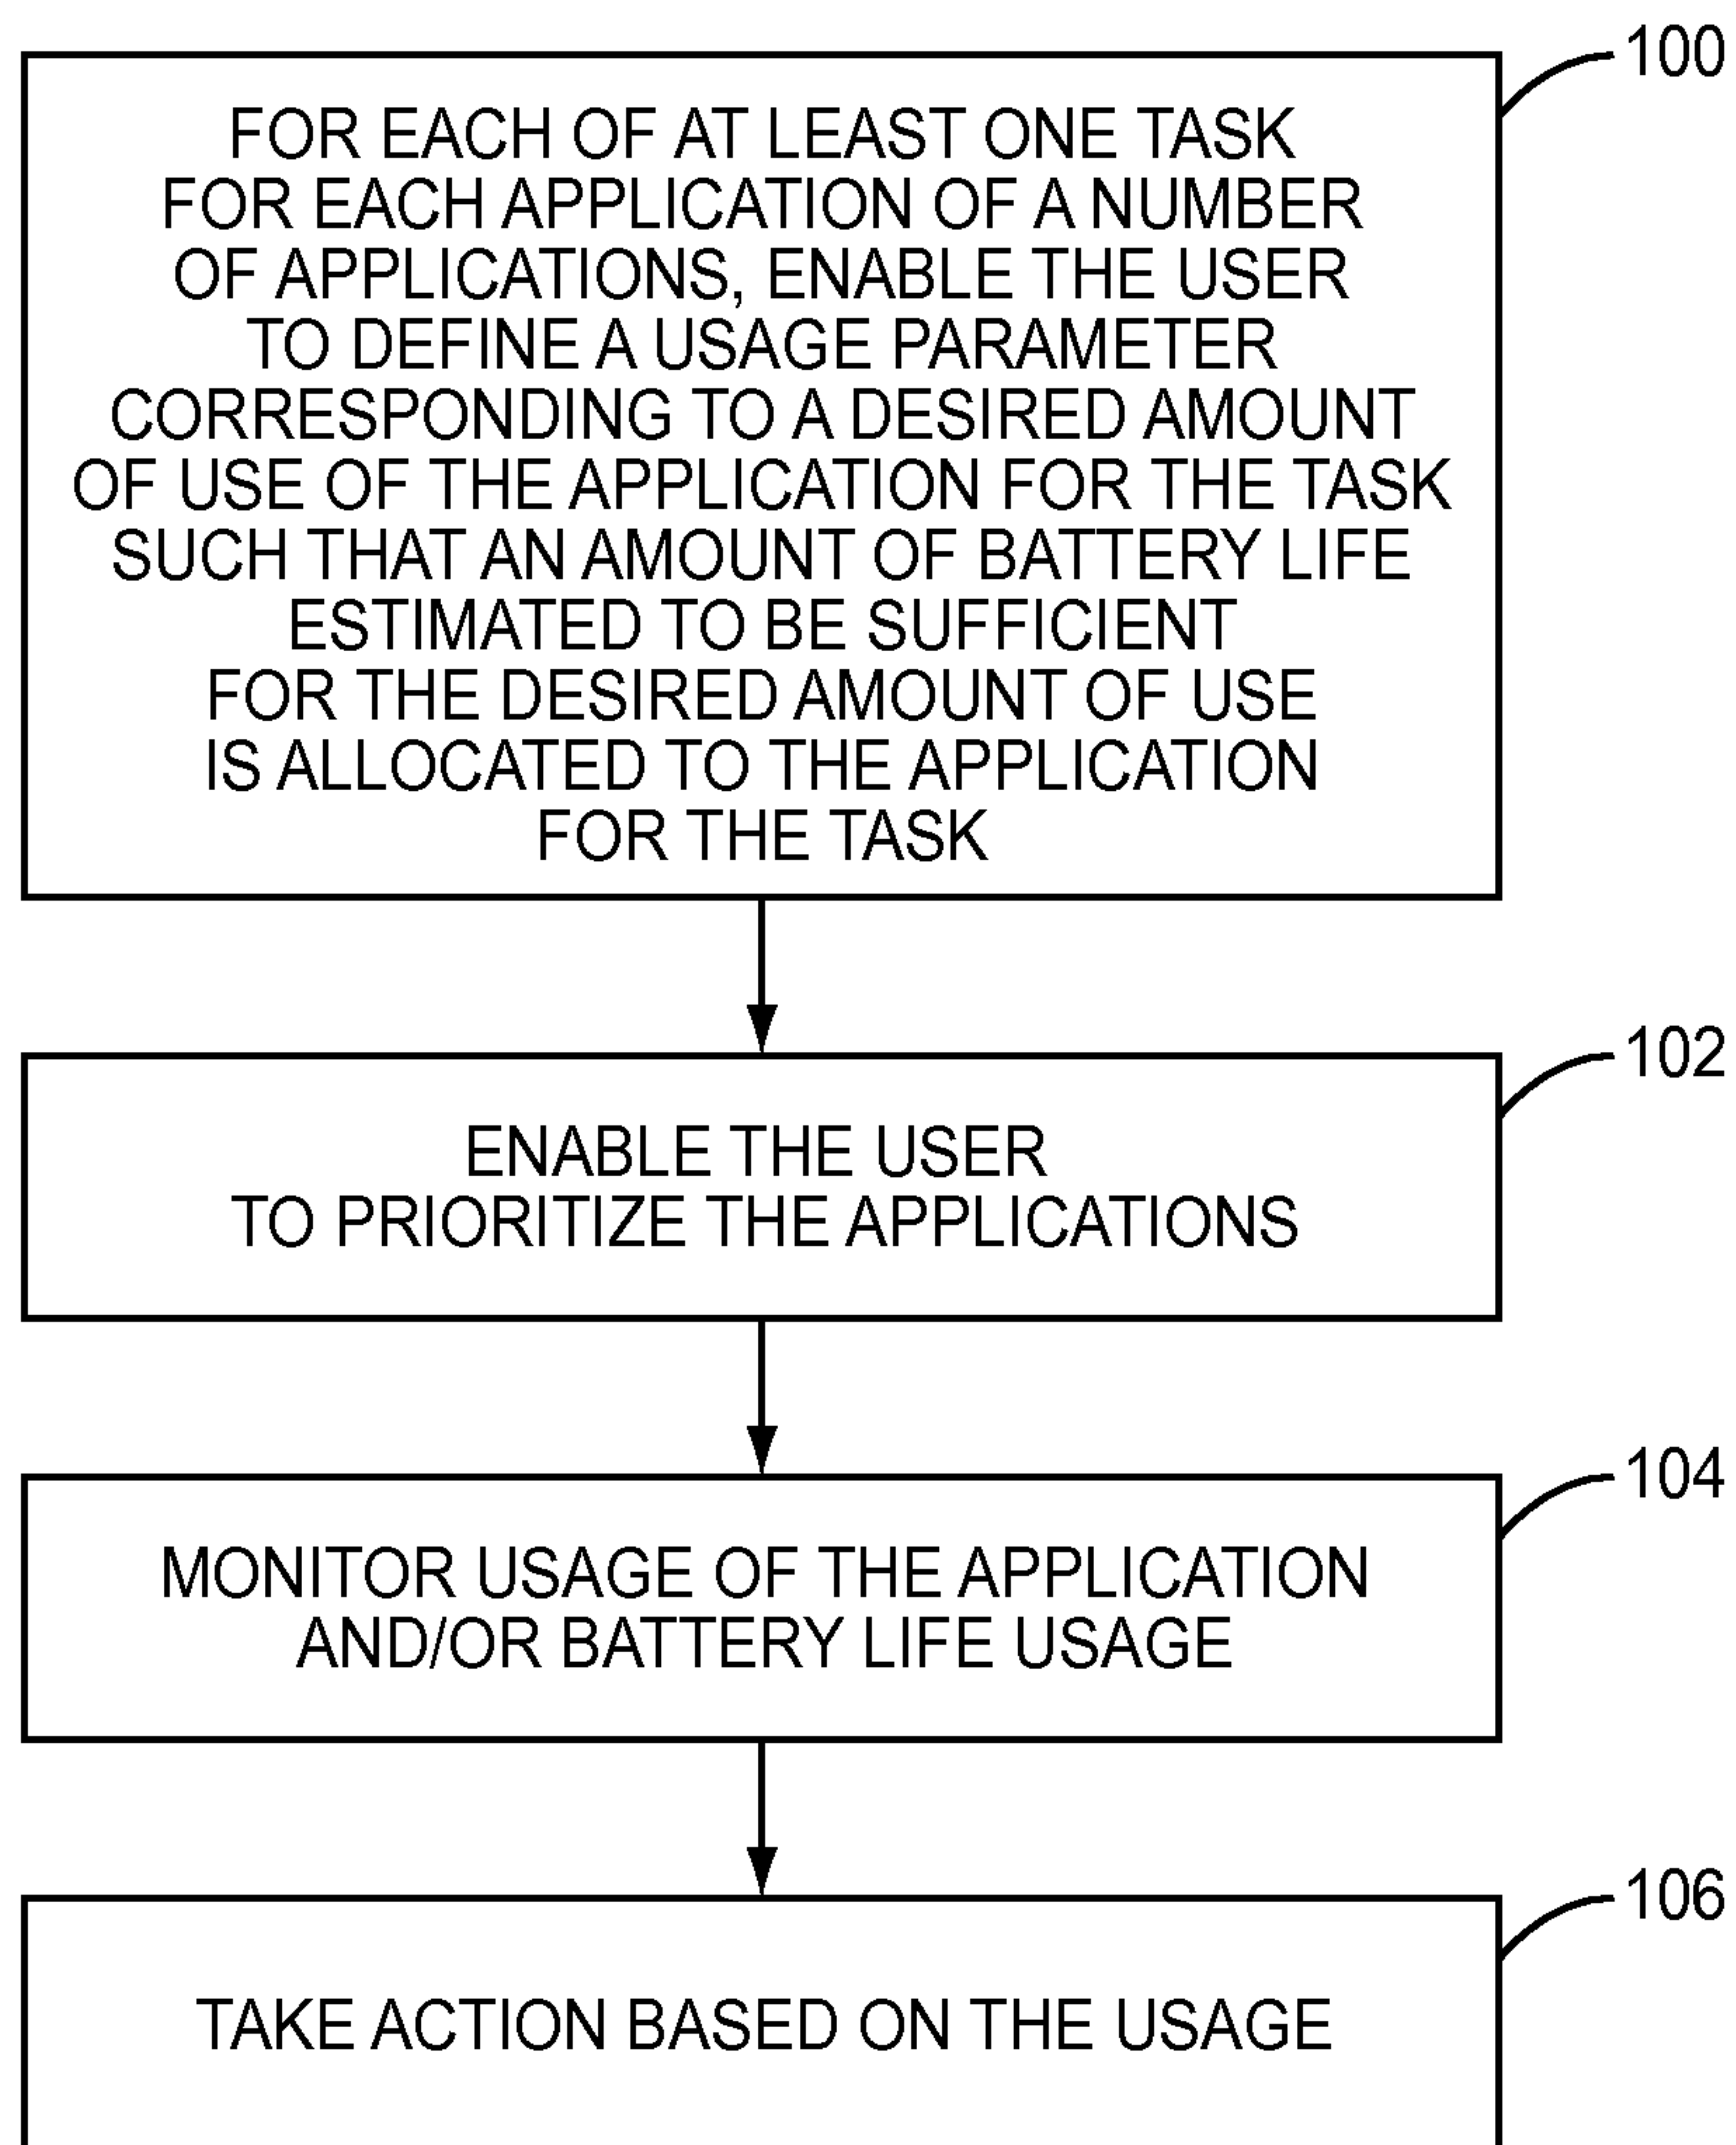 100
FOR EACH OF AT LEAST ONE TASK
FOR EACH APPLICATION OF A NUMBER
OF APPLICATIONS, ENABLE THE USER
TO DEFINE A USAGE PARAMETER
CORRESPONDING TO A DESIRED AMOUNT
OF USE OF THE APPLICATION FOR THE TASK
SUCH THAT AN AMOUNT OF BATTERY LIFE
ESTIMATED TO BE SUFFICIENT
FOR THE DESIRED AMOUNT OF USE
IS ALLOCATED TO THE APPLICATION
FOR THE TASK
102
ENABLE THE USER
TO PRIORITIZE THE APPLICATIONS
104
MONITOR USAGE OF THE APPLICATION
AND/OR BATTERY LIFE USAGE
106
TAKE ACTION BASED ON THE USAGE